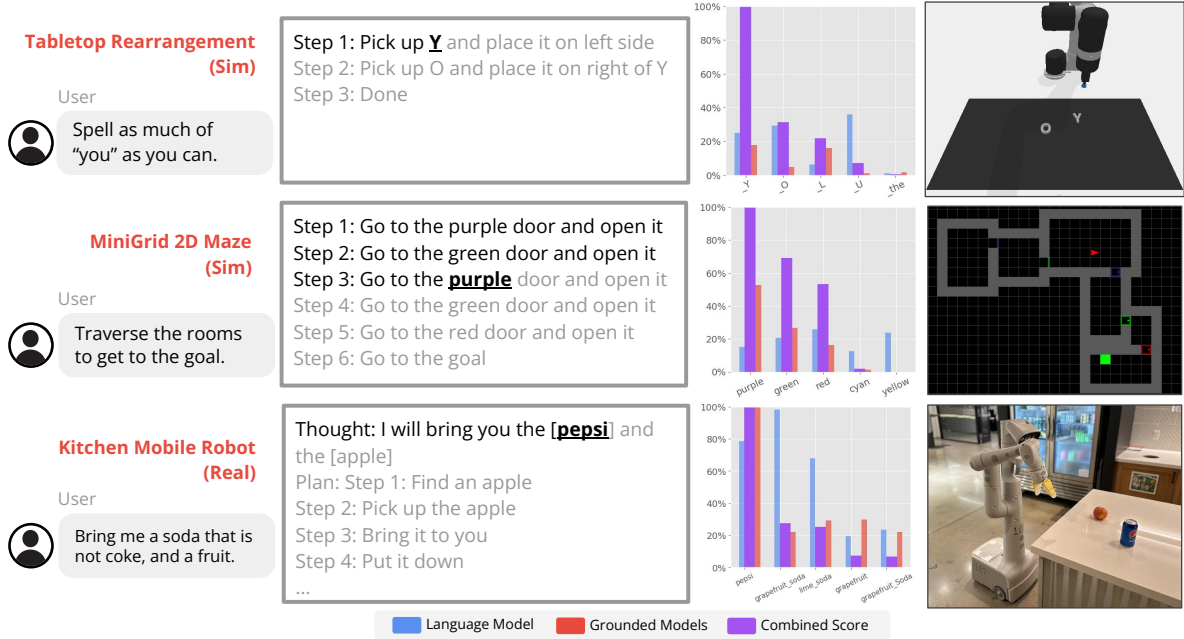 Tabletop Rearrangement
(Sim)
User
Spell as much of
“you” as you can.
Step 1: Pick up Y and place it on left side
Step 2: Pick up O and place it on right of Y
Step 3: Done
100%
80%
60%
40%
20%
0%
_Y
_O
_L
_U
_the
O
Y
MiniGrid 2D Maze
(Sim)
User
Traverse the rooms
to get to the goal.
Step 1: Go to the purple door and open it
Step 2: Go to the green door and open it
Step 3: Go to the purple door and open it
Step 4: Go to the green door and open it
Step 5: Go to the red door and open it
Step 6: Go to the goal
100%
80%
60%
40%
20%
0%
purple
green
red
cyan
yellow
Kitchen Mobile Robot
(Real)
User
Bring me a soda that is
not coke, and a fruit.
Thought: I will bring you the [pepsi] and
the [apple]
Plan: Step 1: Find an apple
Step 2: Pick up the apple
Step 3: Bring it to you
Step 4: Put it down
...
100%
80%
60%
40%
20%
0%
pepsi
grapefruit_soda
lime_soda
grapefruit
grapefruit_Soda
Language Model
Grounded Models
Combined Score